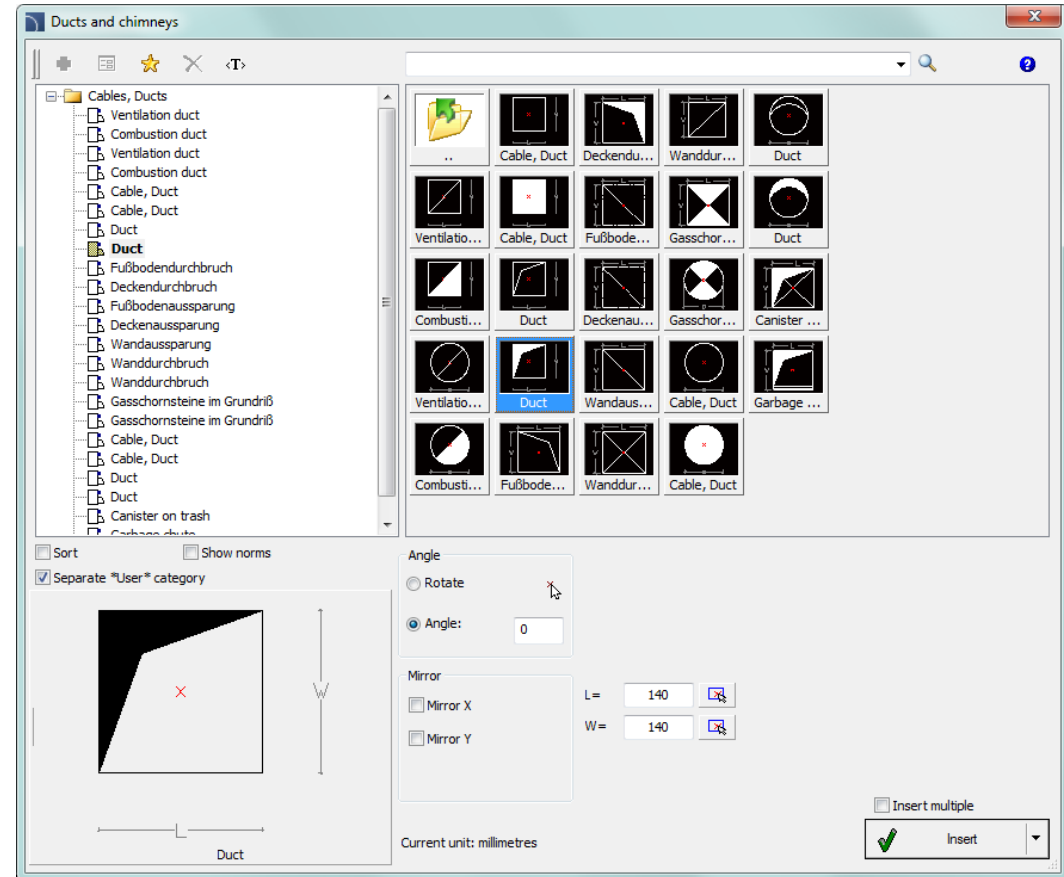 Ducts and chimneys
‹T›
Cables, Ducts
Ventilation duct
Combustion duct
Ventilation duct
Combustion duct
Cable, Duct
Cable, Duct
Duct
Duct
Fußbodendurchbruch
Deckendurchbruch
Fußbodenaussparung
Deckenaussparung
Wandaussparung
Wanddurchbruch
Wanddurchbruch
Gasschornsteine im Grundriß
Gasschornsteine im Grundriß
Cable, Duct
Cable, Duct
Duct
Duct
Canister on trash
Garbage chute
.. Cable, Duct Deckendu... Wanddur... Duct
Ventilatio... Cable, Duct Fußbode... Gasschor... Duct
Combusti... Duct Deckenau... Gasschor... Canister ...
Ventilatio... Duct Wandaus... Cable, Duct Garbage ...
Combusti... Fußbode... Wanddur... Cable, Duct
Sort Show norms
Separate *User* category
W
L
Duct
Angle
Rotate
Angle: 0
Mirror
Mirror X
Mirror Y
L= 140
W= 140
Current unit: millimetres
Insert multiple
Insert